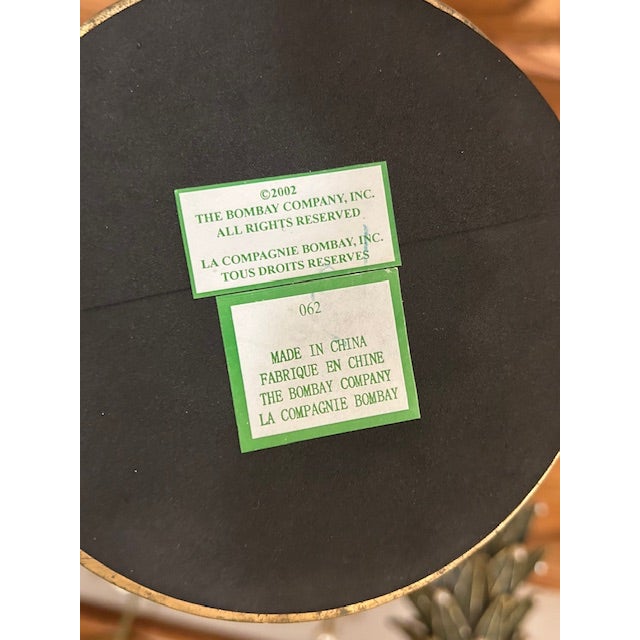 ©2002
THE BOMBAY COMPANY, INC.
ALL RIGHTS RESERVED
LA COMPAGNIE BOMBAY, INC.
TOUS DROITS RESERVES
062
MADE IN CHINA
FABRIQUE EN CHINE
THE BOMBAY COMPANY
LA COMPAGNIE BOMBAY